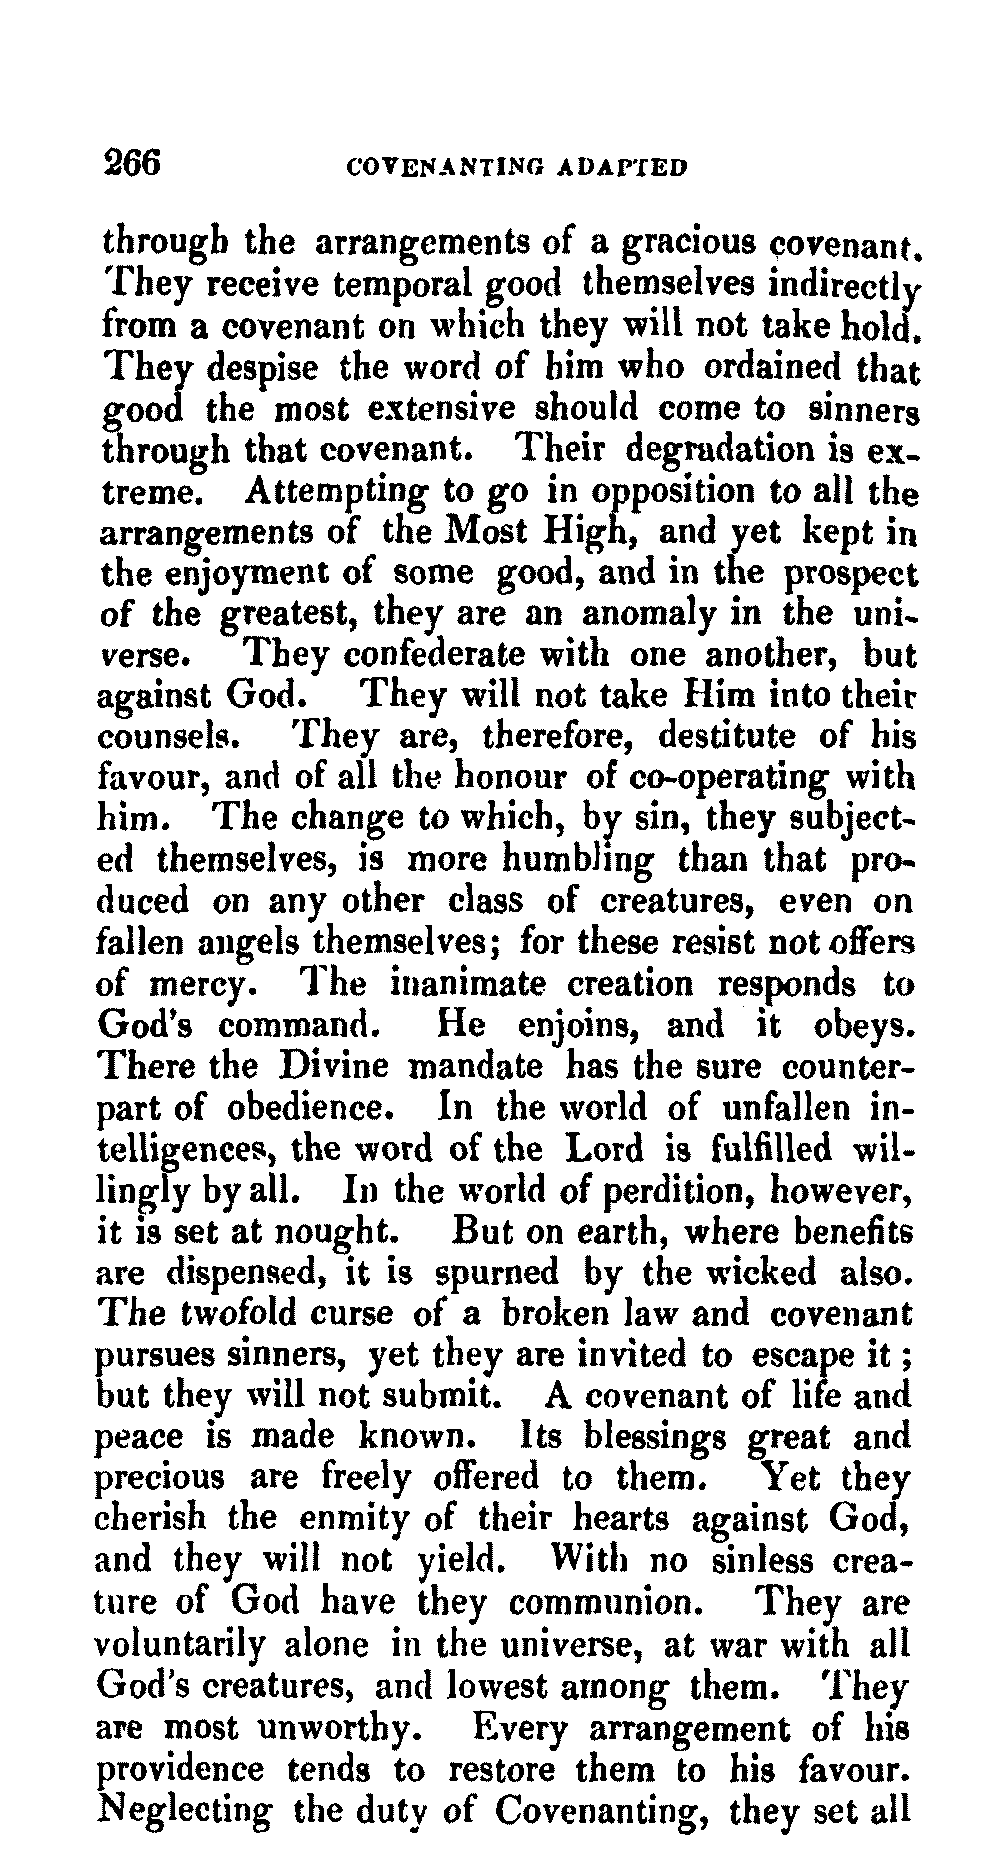 266 COVENANTING ADAPTED
through the arrangements of a gracious covenant.
They receive temporal good themselves indirectly
from a covenant on which they will not take hold.
They despise the word of him who ordained that
good the most extensive should come to sinners
through that covenant. Their degradation is ex-
treme. Attempting to go in opposition to all the
arrangements of the Most High, and yet kept in
the enjoyment of some good, and in the prospect
of the greatest, they are an anomaly in the uni-
verse. They confederate with one another, but
against God. They will not take Him into their
counsels. They are, therefore, destitute of his
favour, and of all the honour of co-operating with
him. The change to which, by sin, they subject-
ed themselves, is more humbling than that pro-
duced on any other class of creatures, even on
fallen angels themselves; for these resist not offers
of mercy. The inanimate creation responds to
God's command. He enjoins, and it obeys.
There the Divine mandate has the sure counter-
part of obedience. In the world of unfallen in-
telligences, the word of the Lord is fulfilled wil-
lingly by all. In the world of perdition, however,
it is set at nought. But on earth, where benefits
are dispensed, it is spurned by the wicked also.
The twofold curse of a broken law and covenant
pursues sinners, yet they are invited to escape it;
but they will not submit. A covenant of life and
peace is made known. Its blessings great and
precious are freely offered to them. Yet they
cherish the enmity of their hearts against God,
and they will not yield. With no sinless crea-
ture of God have they communion. They are
voluntarily alone in the universe, at war with all
God's creatures, and lowest among them. They
are most unworthy. Every arrangement of his
providence tends to restore them to his favour.
Neglecting the duty of Covenanting, they set all